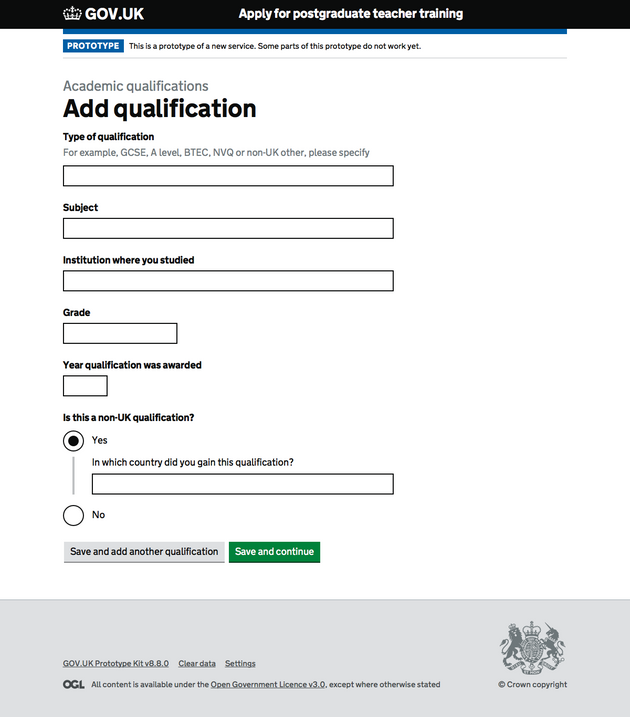 GOV.UK Apply for postgraduate teacher training
PROTOTYPE This is a prototype of a new service. Some parts of this prototype do not work yet.
Academic qualifications
Add qualification
Type of qualification
For example, GCSE, A level, BTEC, NVQ or non-UK other, please specify
Subject
Institution where you studied
Grade
Year qualification was awarded
Is this a non-UK qualification?
Yes
In which country did you gain this qualification?
No
Save and add another qualification Save and continue
GOV.UK Prototype Kit v8.8.0 Clear data Settings
OGL All content is available under the Open Government Licence v3.0, except where otherwise stated
© Crown copyright